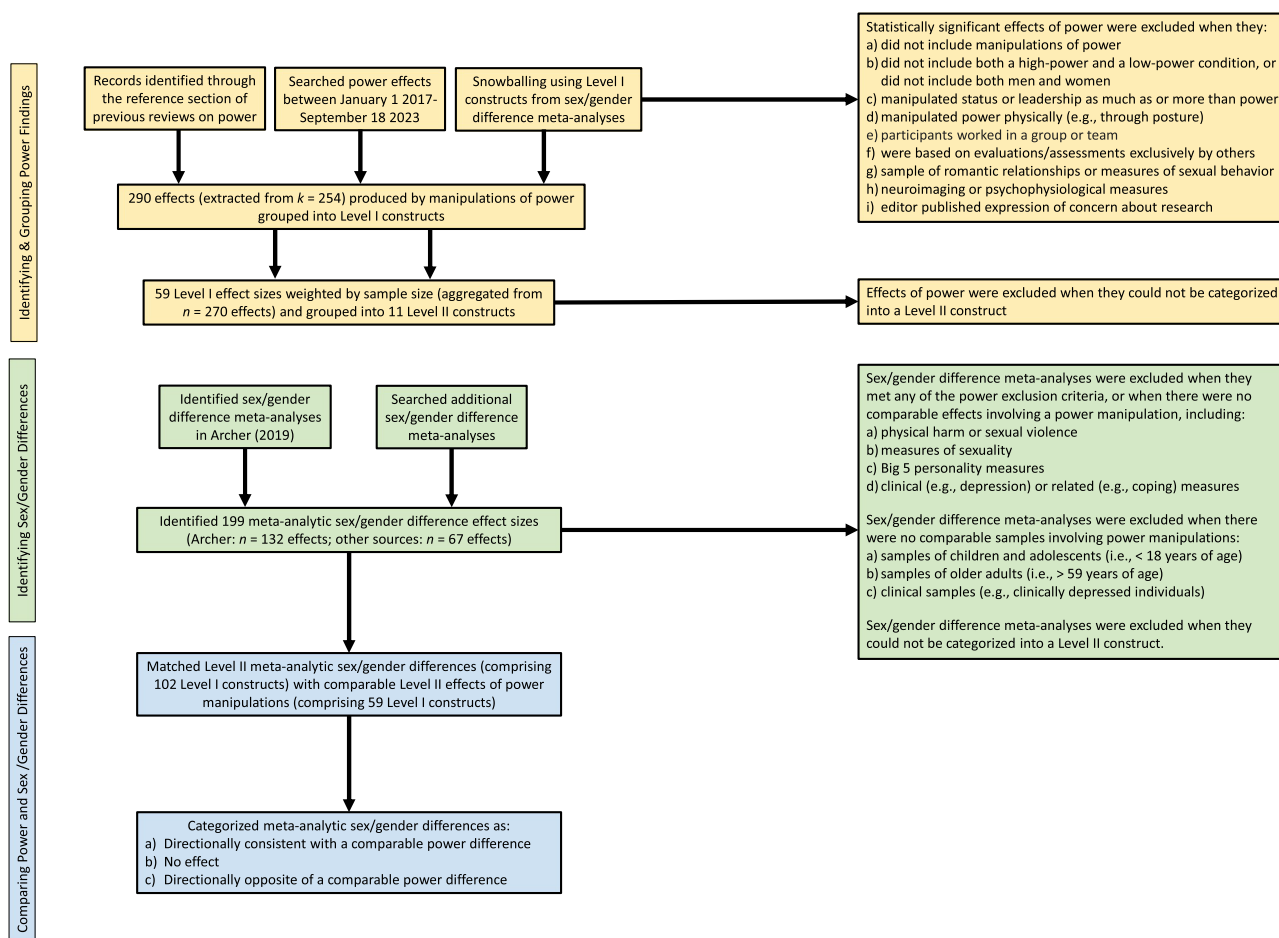 Identifying & Grouping Power Findings
Records identified through
the reference section of
previous reviews on power
Searched power effects
between January 1 2017-
September 18 2023
Snowballing using Level I
constructs from sex/gender
difference meta-analyses
Statistically significant effects of power were excluded when they:
a) did not include manipulations of power
b) did not include both a high-power and a low-power condition, or
did not include both men and women
c) manipulated status or leadership as much as or more than power
d) manipulated power physically (e.g., through posture)
e) participants worked in a group or team
f) were based on evaluations/assessments exclusively by others
g) sample of romantic relationships or measures of sexual behavior
h) neuroimaging or psychophysiological measures
i) editor published expression of concern about research
290 effects (extracted from k = 254) produced by manipulations of power
grouped into Level I constructs
59 Level I effect sizes weighted by sample size (aggregated from
n = 270 effects) and grouped into 11 Level II constructs
Effects of power were excluded when they could not be categorized
into a Level II construct
Identifying Sex/Gender Differences
Identified sex/gender
difference meta-analyses
in Archer (2019)
Searched additional
sex/gender difference
meta-analyses
Identified 199 meta-analytic sex/gender difference effect sizes
(Archer: n = 132 effects; other sources: n = 67 effects)
Sex/gender difference meta-analyses were excluded when they
met any of the power exclusion criteria, or when there were no
comparable effects involving a power manipulation, including:
a) physical harm or sexual violence
b) measures of sexuality
c) Big 5 personality measures
d) clinical (e.g., depression) or related (e.g., coping) measures
Sex/gender difference meta-analyses were excluded when there
were no comparable samples involving power manipulations:
a) samples of children and adolescents (i.e., < 18 years of age)
b) samples of older adults (i.e., > 59 years of age)
c) clinical samples (e.g., clinically depressed individuals)
Sex/gender difference meta-analyses were excluded when they
could not be categorized into a Level II construct.
Comparing Power and Sex /Gender Differences
Matched Level II meta-analytic sex/gender differences (comprising
102 Level I constructs) with comparable Level II effects of power
manipulations (comprising 59 Level I constructs)
Categorized meta-analytic sex/gender differences as:
a) Directionally consistent with a comparable power difference
b) No effect
c) Directionally opposite of a comparable power difference